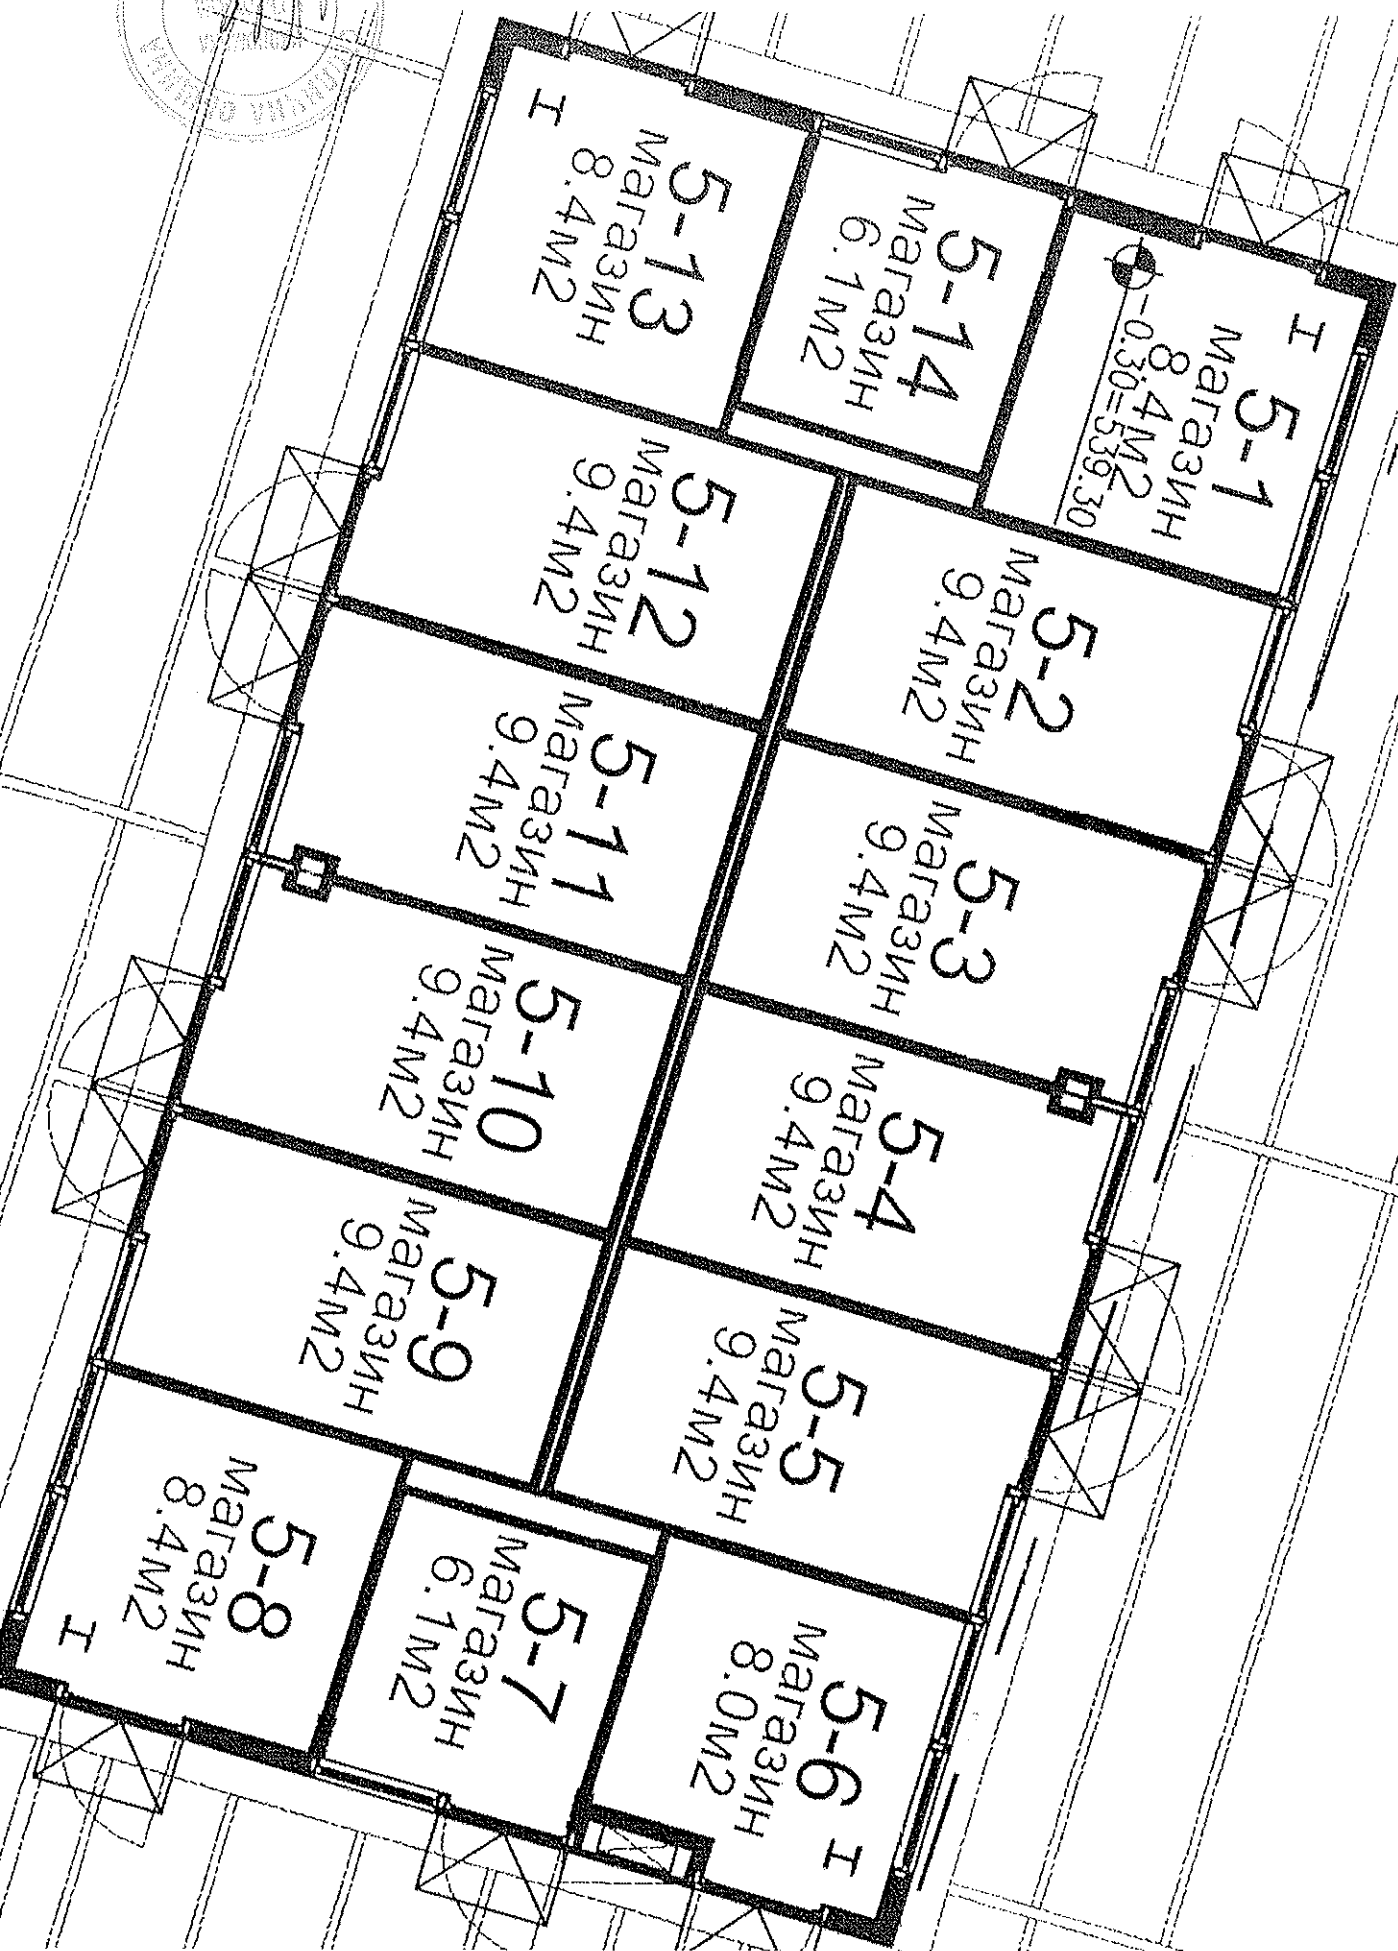 5-1
магазин
8.4м2
-0.30=539.30
5-2
магазин
9.4м2
5-3
магазин
9.4м2
5-4
магазин
9.4м2
5-5
магазин
9.4м2
5-6
магазин
8.0м2
5-7
магазин
6.1м2
5-8
магазин
8.4м2
5-9
магазин
9.4м2
5-10
магазин
9.4м2
5-11
магазин
9.4м2
5-12
магазин
9.4м2
5-13
магазин
8.4м2
5-14
магазин
6.1м2